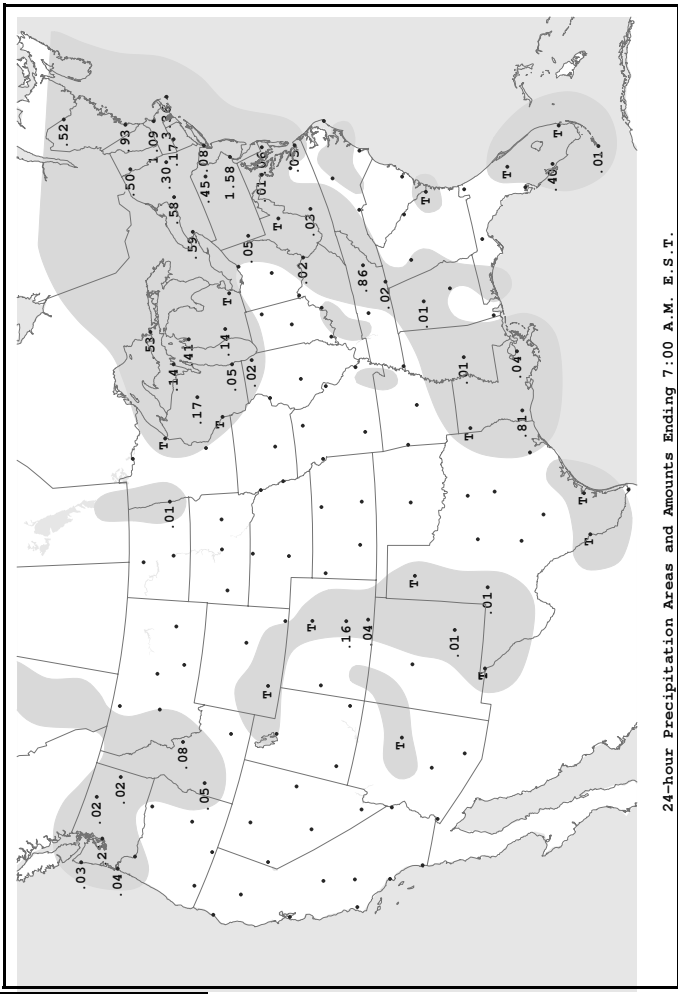 .52
.03
.02
.04
.02
.93
.50
.53
1.09
T
.30
.01
.14
.58
.17
.08
.41
.59
.17
.05
.45
.08
T
.14
T
1.58
.05
.05
.02
.01
.06
T
T
.05
.02
.03
T
.16
.86
.04
.02
T
T
.01
T
.01
.01
T
T
.01
T
.04
.81
.40
T
T
T
.01
24-hour Precipitation Areas and Amounts Ending 7:00 A.M. E.S.T.